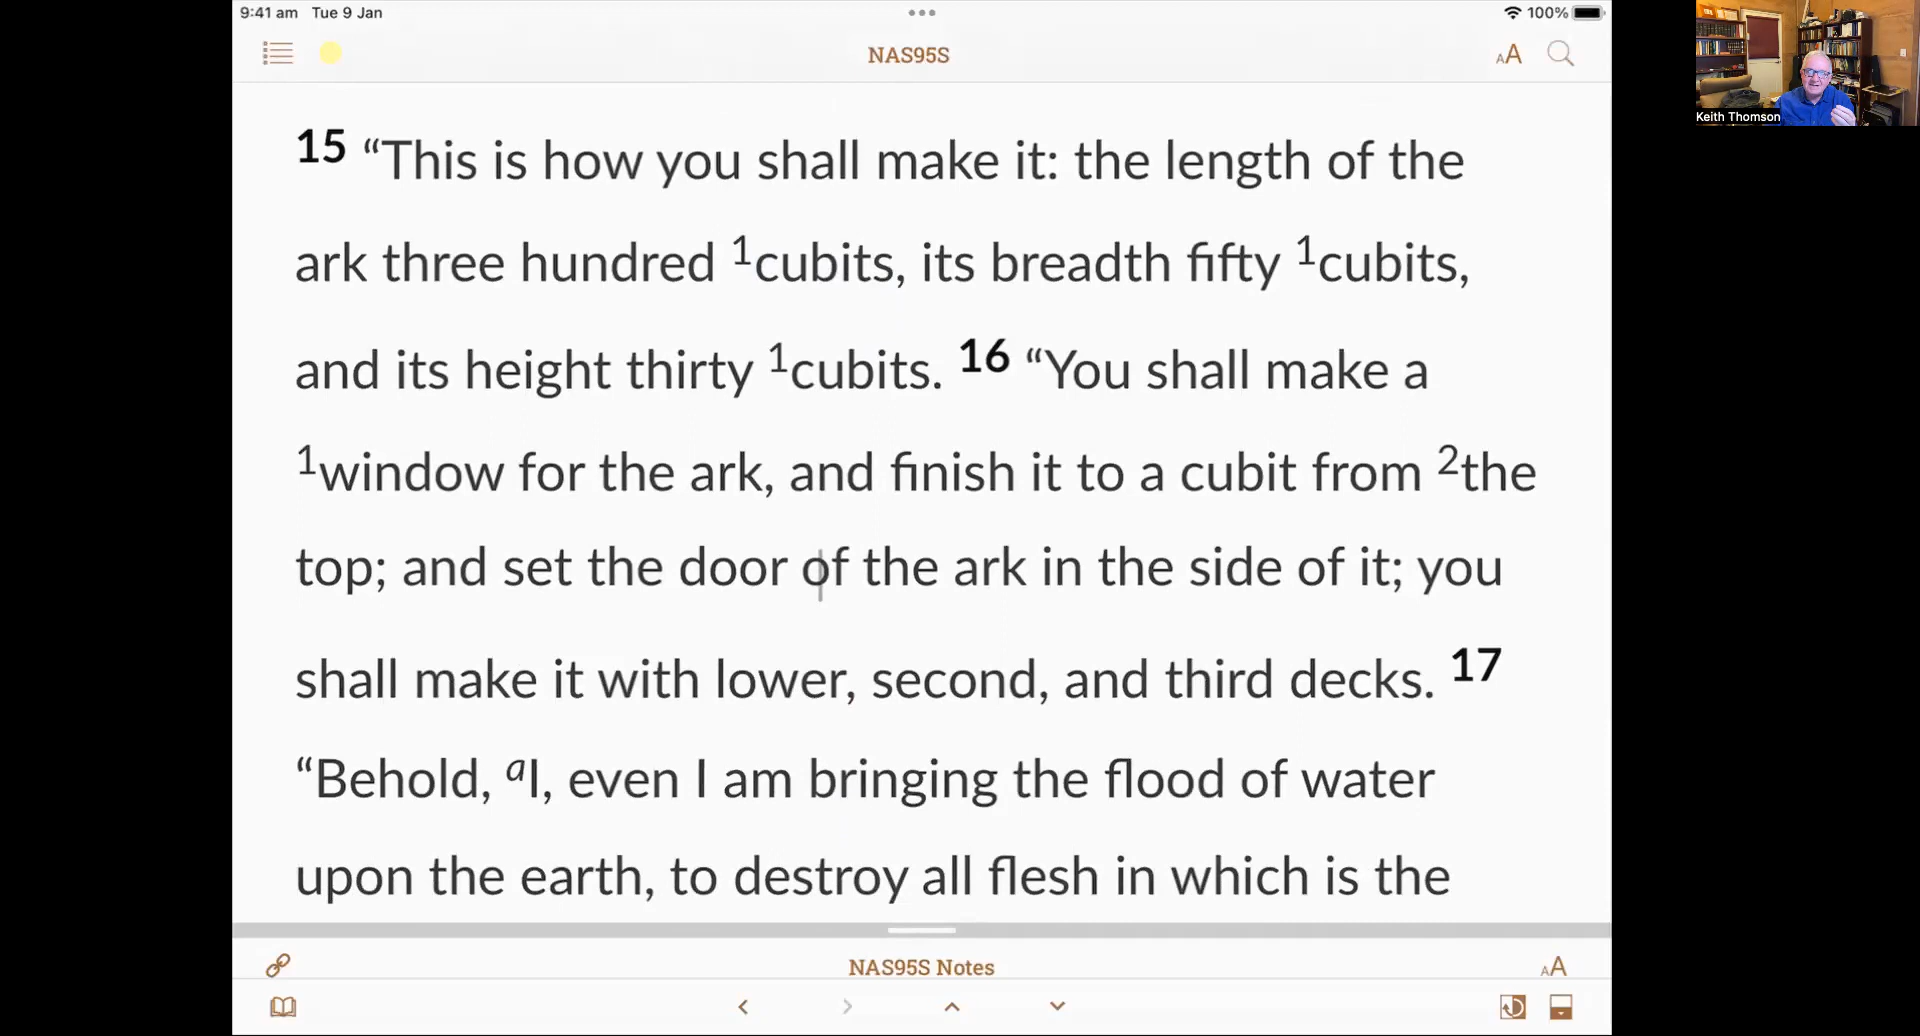 9:41 am Tue 9 Jan
100%
NAS95S
AA
Keith Thomson
15 “This is how you shall make it: the length of the
ark three hundred 1cubits, its breadth fifty 1cubits,
and its height thirty 1cubits. 16 “You shall make a
1window for the ark, and finish it to a cubit from 2the
top; and set the door of the ark in the side of it; you
shall make it with lower, second, and third decks. 17
“Behold, aI, even I am bringing the flood of water
upon the earth, to destroy all flesh in which is the
NAS95S Notes
AA